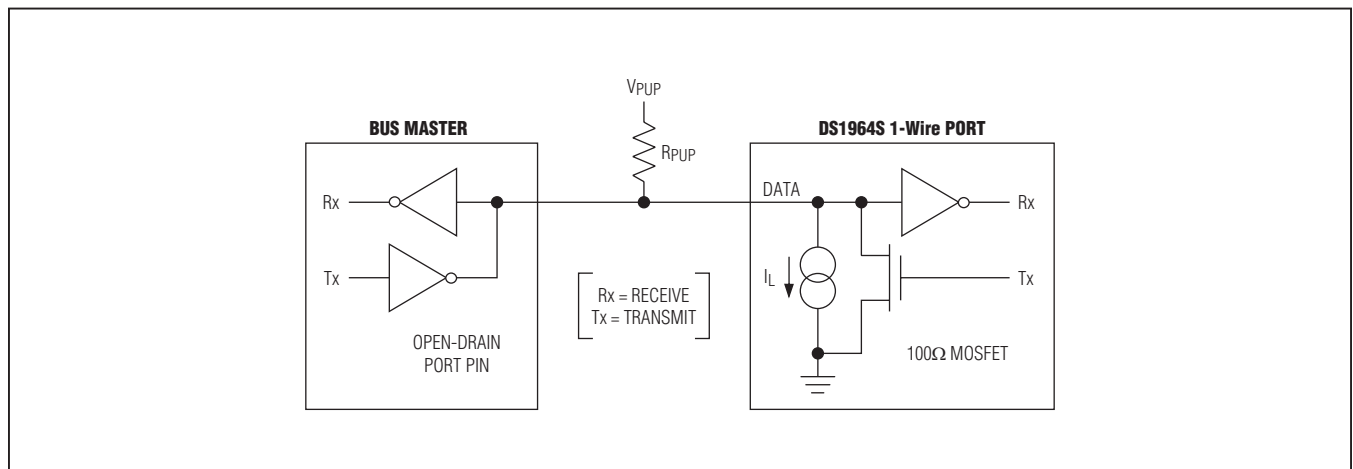 VPUP
BUS MASTER
DS1964S 1-Wire PORT
RPUP
DATA
Rx
Rx
Tx
Tx
IL
Rx = RECEIVE
Tx = TRANSMIT
OPEN-DRAIN
PORT PIN
100Ω MOSFET